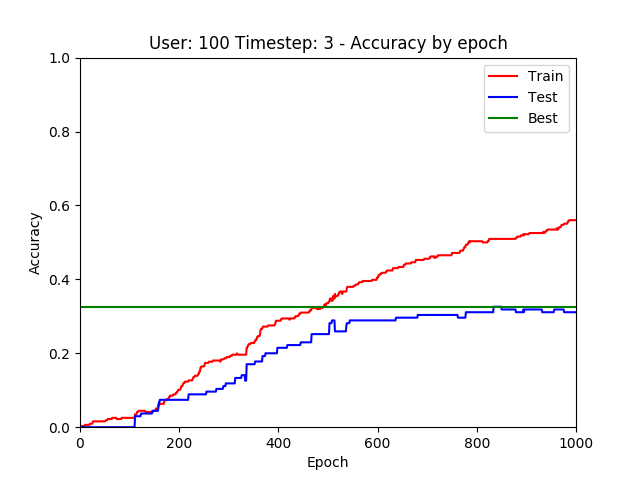 User: 100 Timestep: 3 - Accuracy by epoch
1.0
0.8
0.6
0.4
0.2
0.0
Accuracy
Train
Test
Best
0 200 400 600 800 1000
Epoch